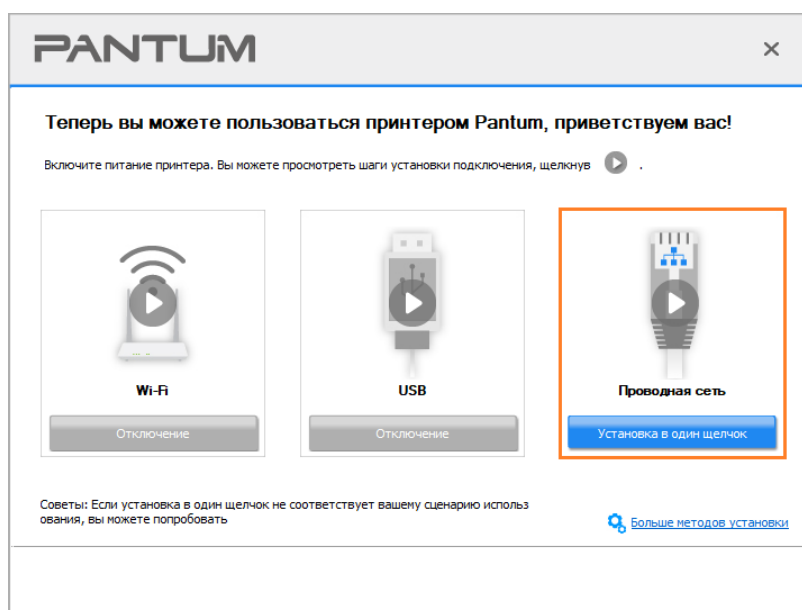 PANTUM
Теперь вы можете пользоваться принтером Pantum, приветствуем вас!
Включите питание принтера. Вы можете просмотреть шаги установки подключения, щелкнув .
Wi-Fi
USB
Проводная сеть
Отключение
Отключение
Установка в один щелчок
Советы: Если установка в один щелчок не соответствует вашему сценарию использ
ования, вы можете попробовать
Больше методов установки